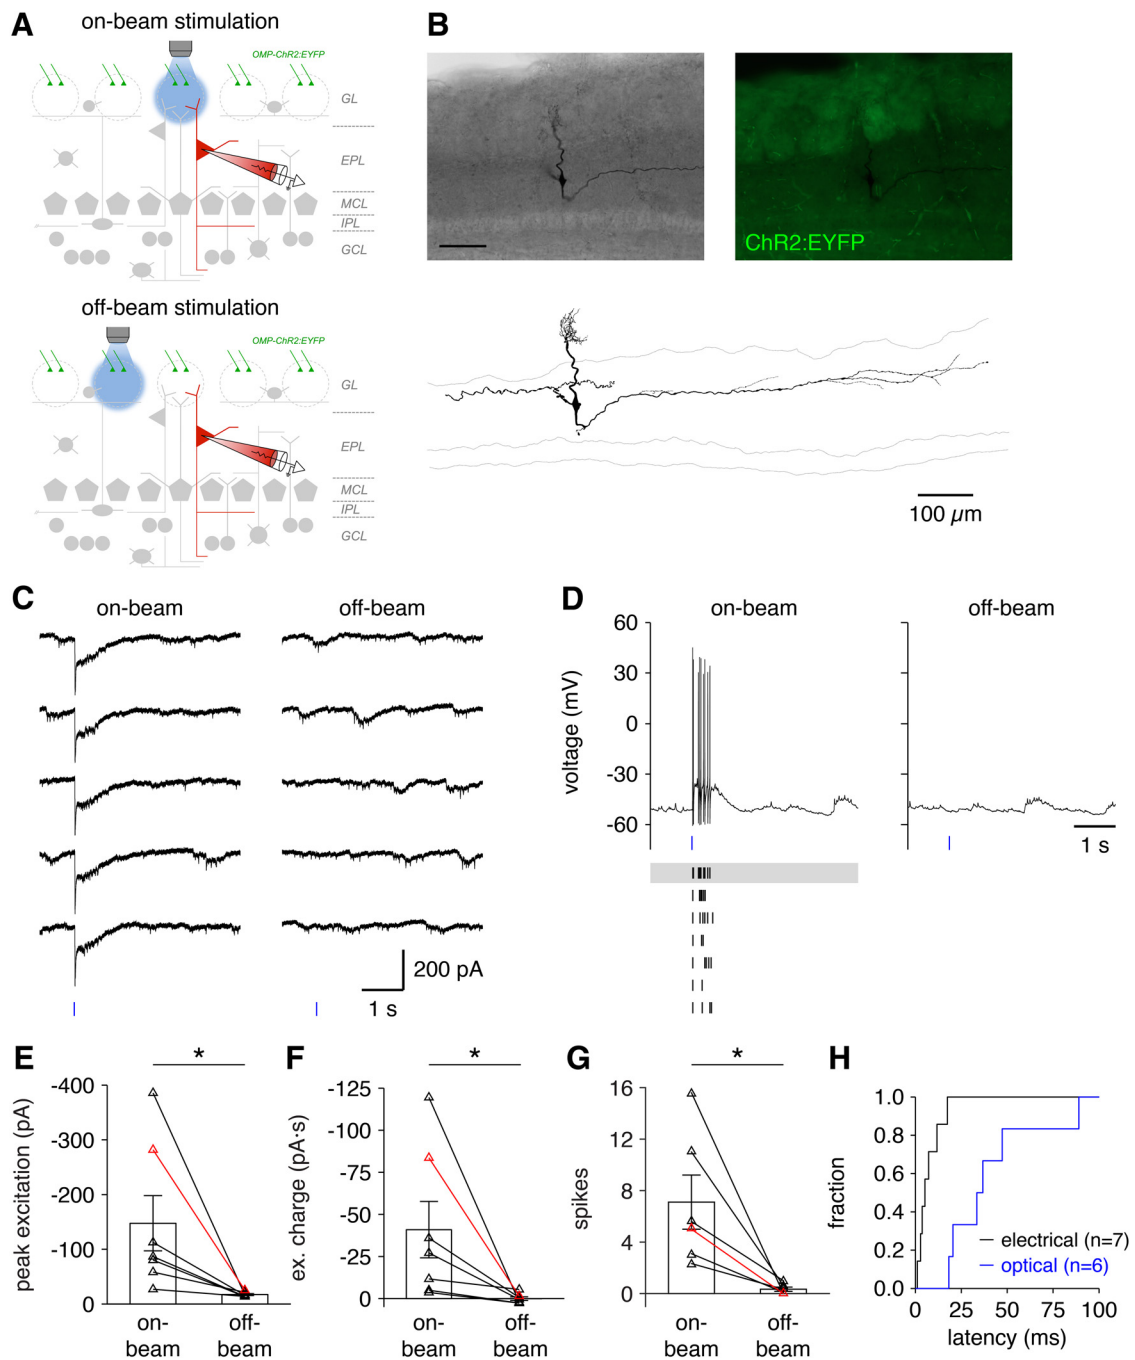 A
on-beam stimulation
OMP-ChR2:EYFP
GL
EPL
MCL
IPL
GCL
off-beam stimulation
OMP-ChR2:EYFP
GL
EPL
MCL
IPL
GCL
B
ChR2:EYFP
100 µm
C
on-beam
off-beam
200 pA
1 s
D
on-beam
off-beam
voltage (mV)
60
30
0
-30
-60
1 s
E
*
peak excitation (pA)
-400
-300
-200
-100
0
on-beam
off-beam
F
*
ex. charge (pA·s)
-125
-100
-75
-50
-25
0
on-beam
off-beam
G
*
spikes
16
12
8
4
0
on-beam
off-beam
H
fraction
1.0
0.8
0.6
0.4
0.2
0.0
electrical (n=7)
optical (n=6)
0 25 50 75 100
latency (ms)